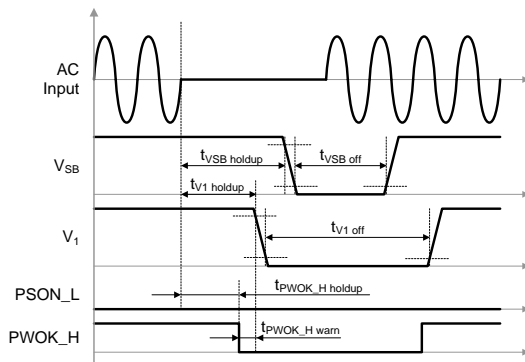 AC
Input
tVSB holdup
tVSB off
VSB
tV1 holdup
V1
tV1 off
tPWOK_H holdup
PSON_L
tPWOK_H warn
PWOK_H